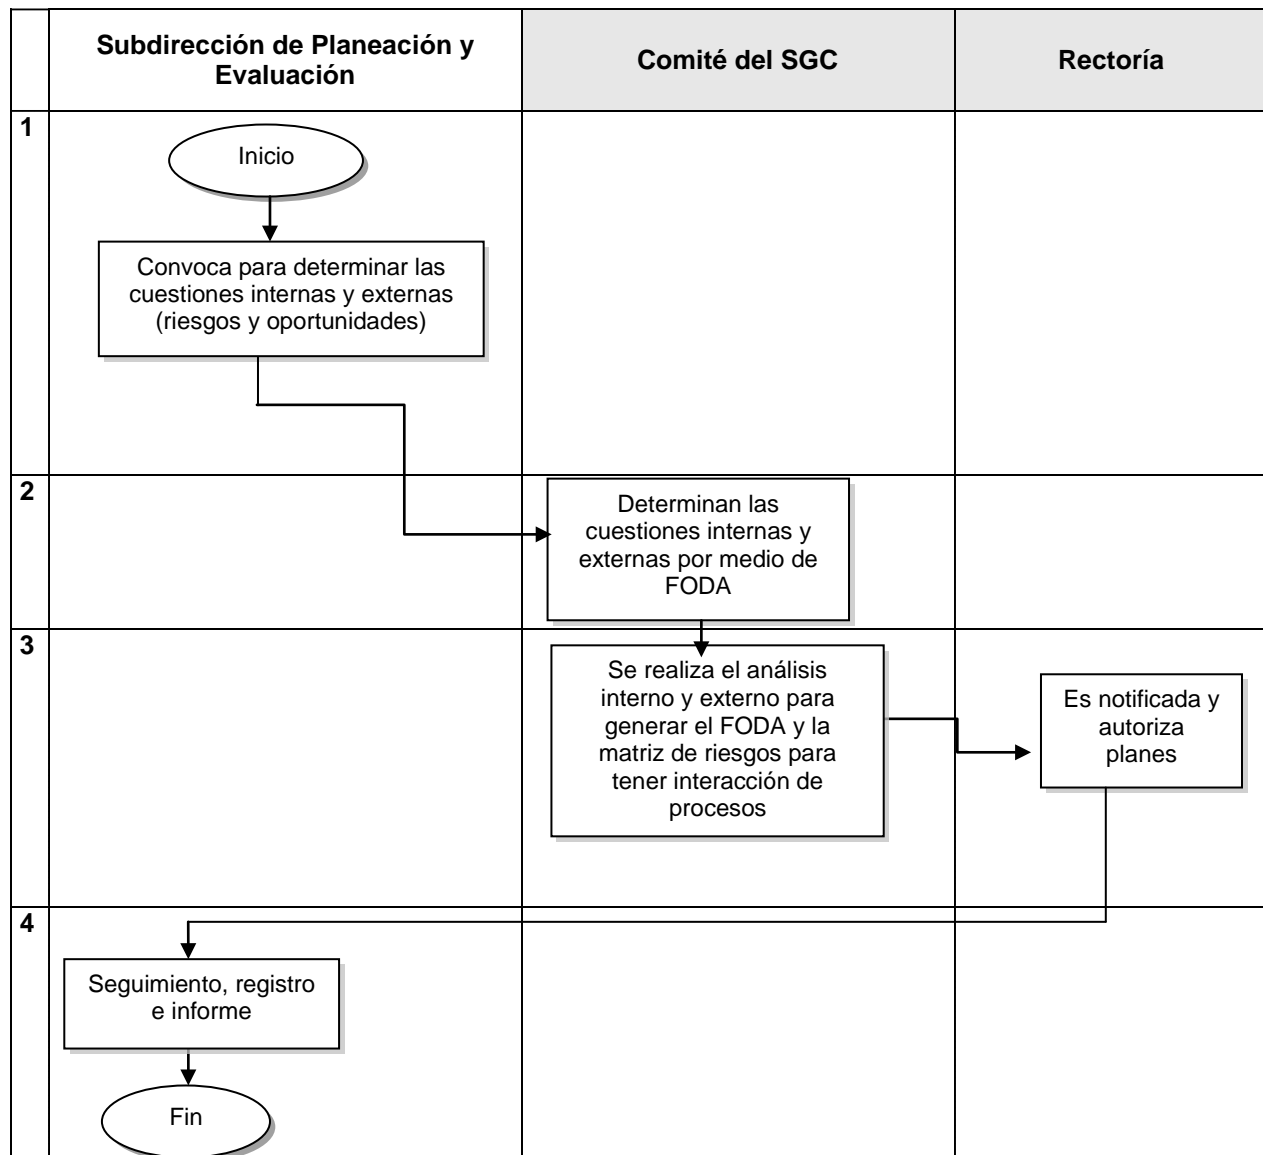 Subdirección de Planeación y
Evaluación
Comité del SGC
Rectoría
1
Inicio
Convoca para determinar las
cuestiones internas y externas
(riesgos y oportunidades)
2
Determinan las
cuestiones internas y
externas por medio de
FODA
3
Se realiza el análisis
interno y externo para
generar el FODA y la
matriz de riesgos para
tener interacción de
procesos
Es notificada y
autoriza
planes
4
Seguimiento, registro
e informe
Fin